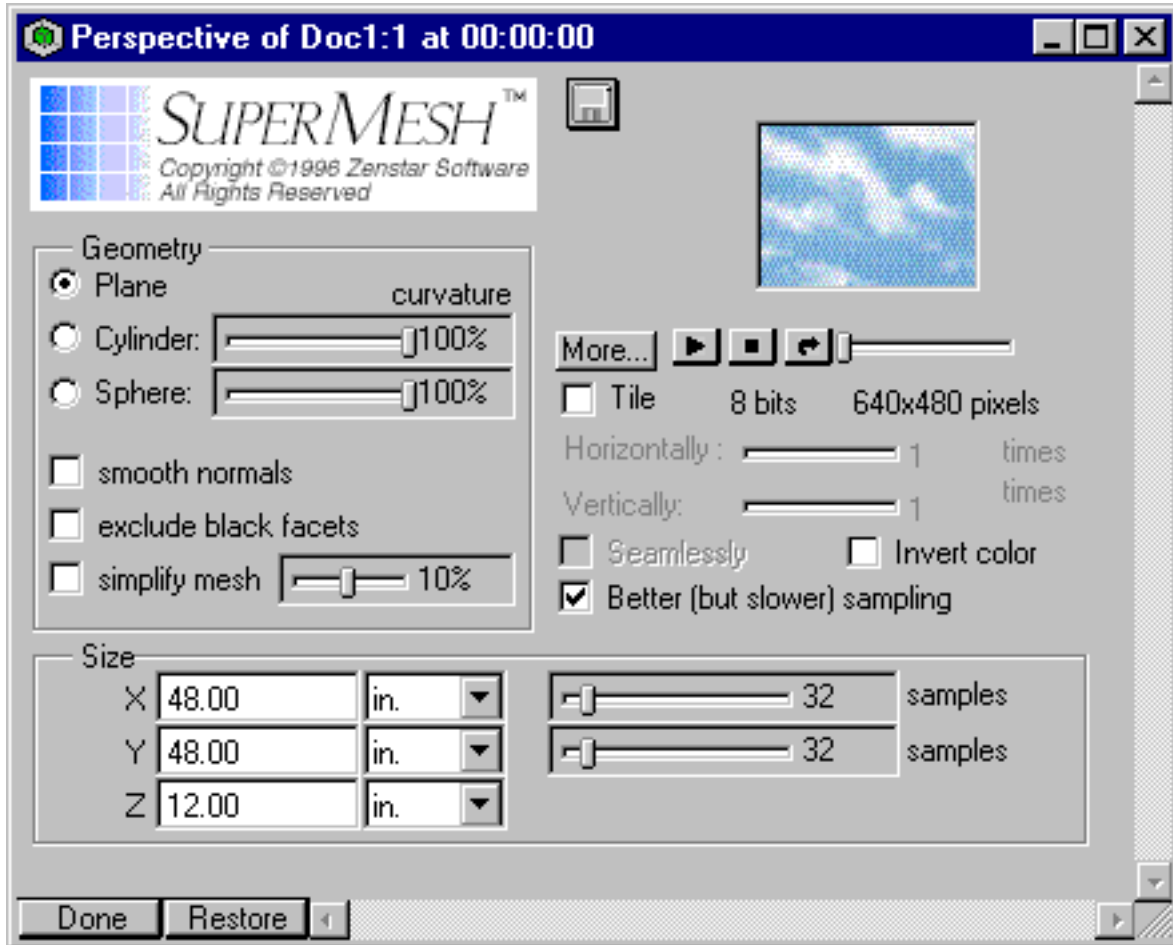 Perspective of Doc1:1 at 00:00:00
SUPERMESH™
Copyright ©1996 Zenstar Software
All Rights Reserved
Geometry
Plane
curvature
Cylinder: 100%
Sphere: 100%
smooth normals
exclude black facets
simplify mesh 10%
More...
Tile 8 bits 640x480 pixels
Horizontally : 1 times
Vertically: 1 times
Seamlessly Invert color
Better (but slower) sampling
Size
X 48.00 in. 32 samples
Y 48.00 in. 32 samples
Z 12.00 in.
Done Restore